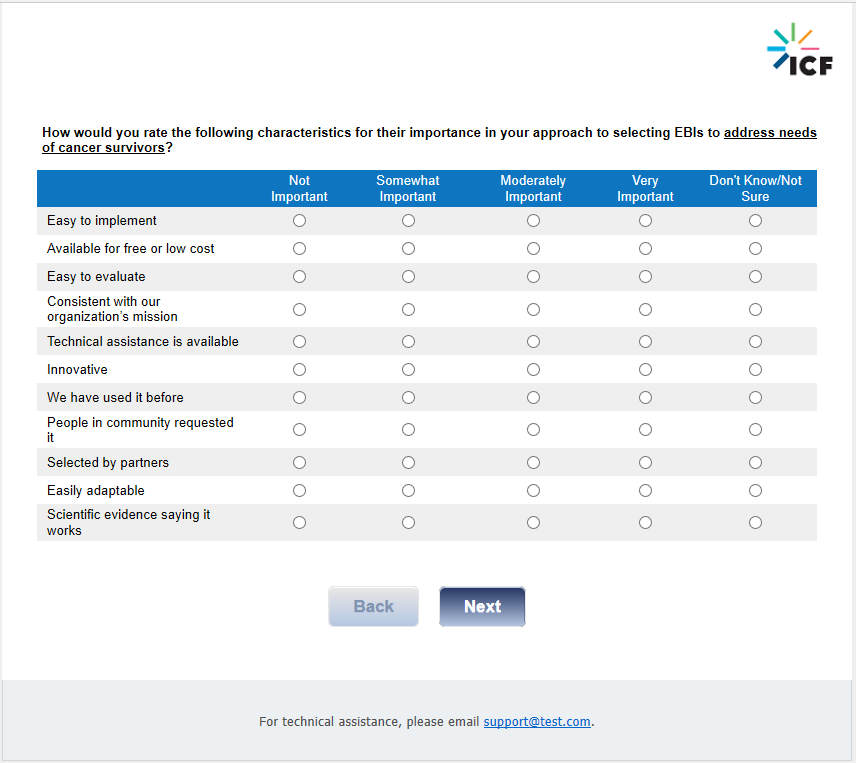 ICF
How would you rate the following characteristics for their importance in your approach to selecting EBIs to address needs
of cancer survivors?
Not Important Somewhat Important Moderately Important Very Important Don't Know/Not Sure
Easy to implement
Available for free or low cost
Easy to evaluate
Consistent with our
organization's mission
Technical assistance is available
Innovative
We have used it before
People in community requested
it
Selected by partners
Easily adaptable
Scientific evidence saying it
works
Back Next
For technical assistance, please email support@test.com.